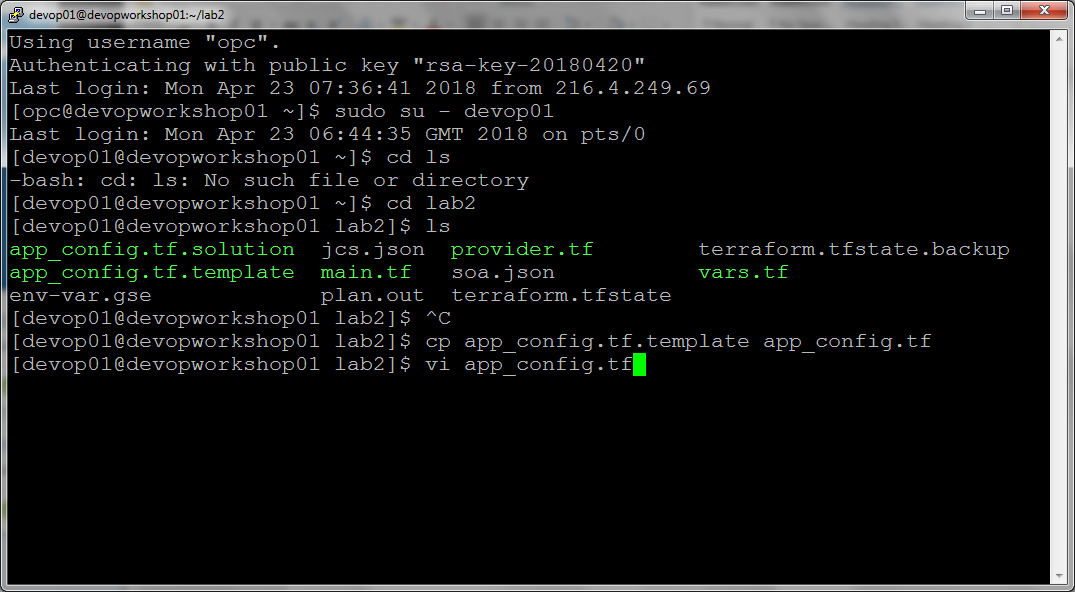 devop01@devopworkshop01:~/lab2
Using username "opc".
Authenticating with public key "rsa-key-20180420"
Last login: Mon Apr 23 07:36:41 2018 from 216.4.249.69
[opc@devopworkshop01 ~]$ sudo su - devop01
Last login: Mon Apr 23 06:44:35 GMT 2018 on pts/0
[devop01@devopworkshop01 ~]$ cd ls
-bash: cd: ls: No such file or directory
[devop01@devopworkshop01 ~]$ cd lab2
[devop01@devopworkshop01 lab2]$ ls
app_config.tf.solution  jcs.json  provider.tf        terraform.tfstate.backup
app_config.tf.template  main.tf   soa.json           vars.tf
env-var.gse             plan.out  terraform.tfstate
[devop01@devopworkshop01 lab2]$ ^C
[devop01@devopworkshop01 lab2]$ cp app_config.tf.template app_config.tf
[devop01@devopworkshop01 lab2]$ vi app_config.tf